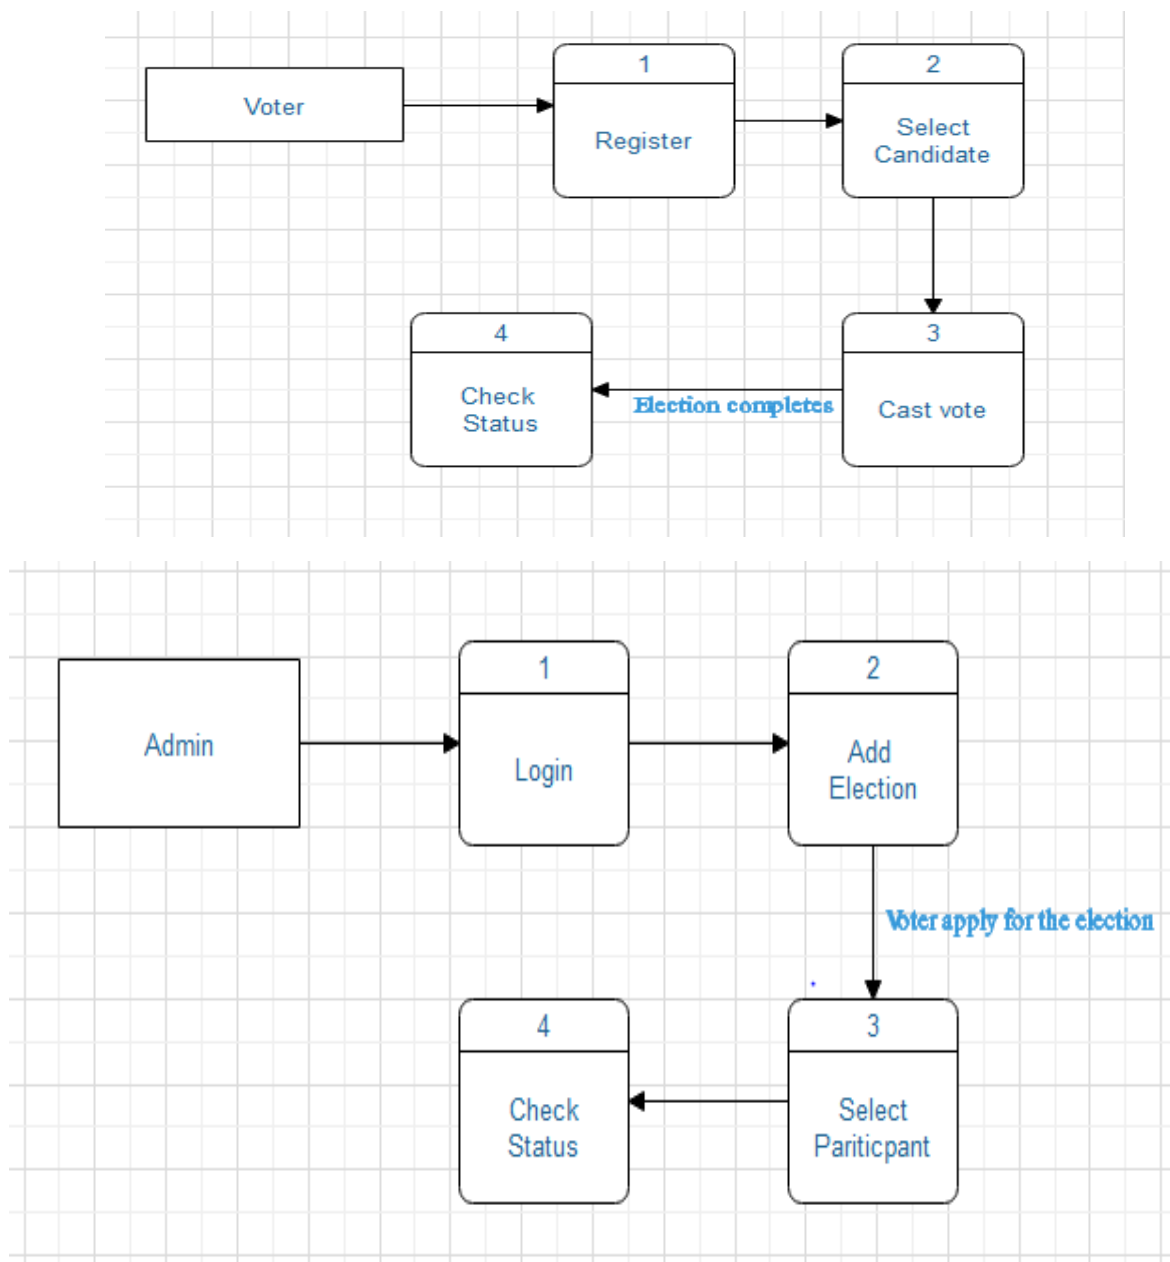 Voter
1
Register
2
Select
Candidate
3
Cast vote
Election completes
4
Check
Status
Admin
1
Login
2
Add
Election
Voter apply for the election
3
Select
Pariticpant
4
Check
Status